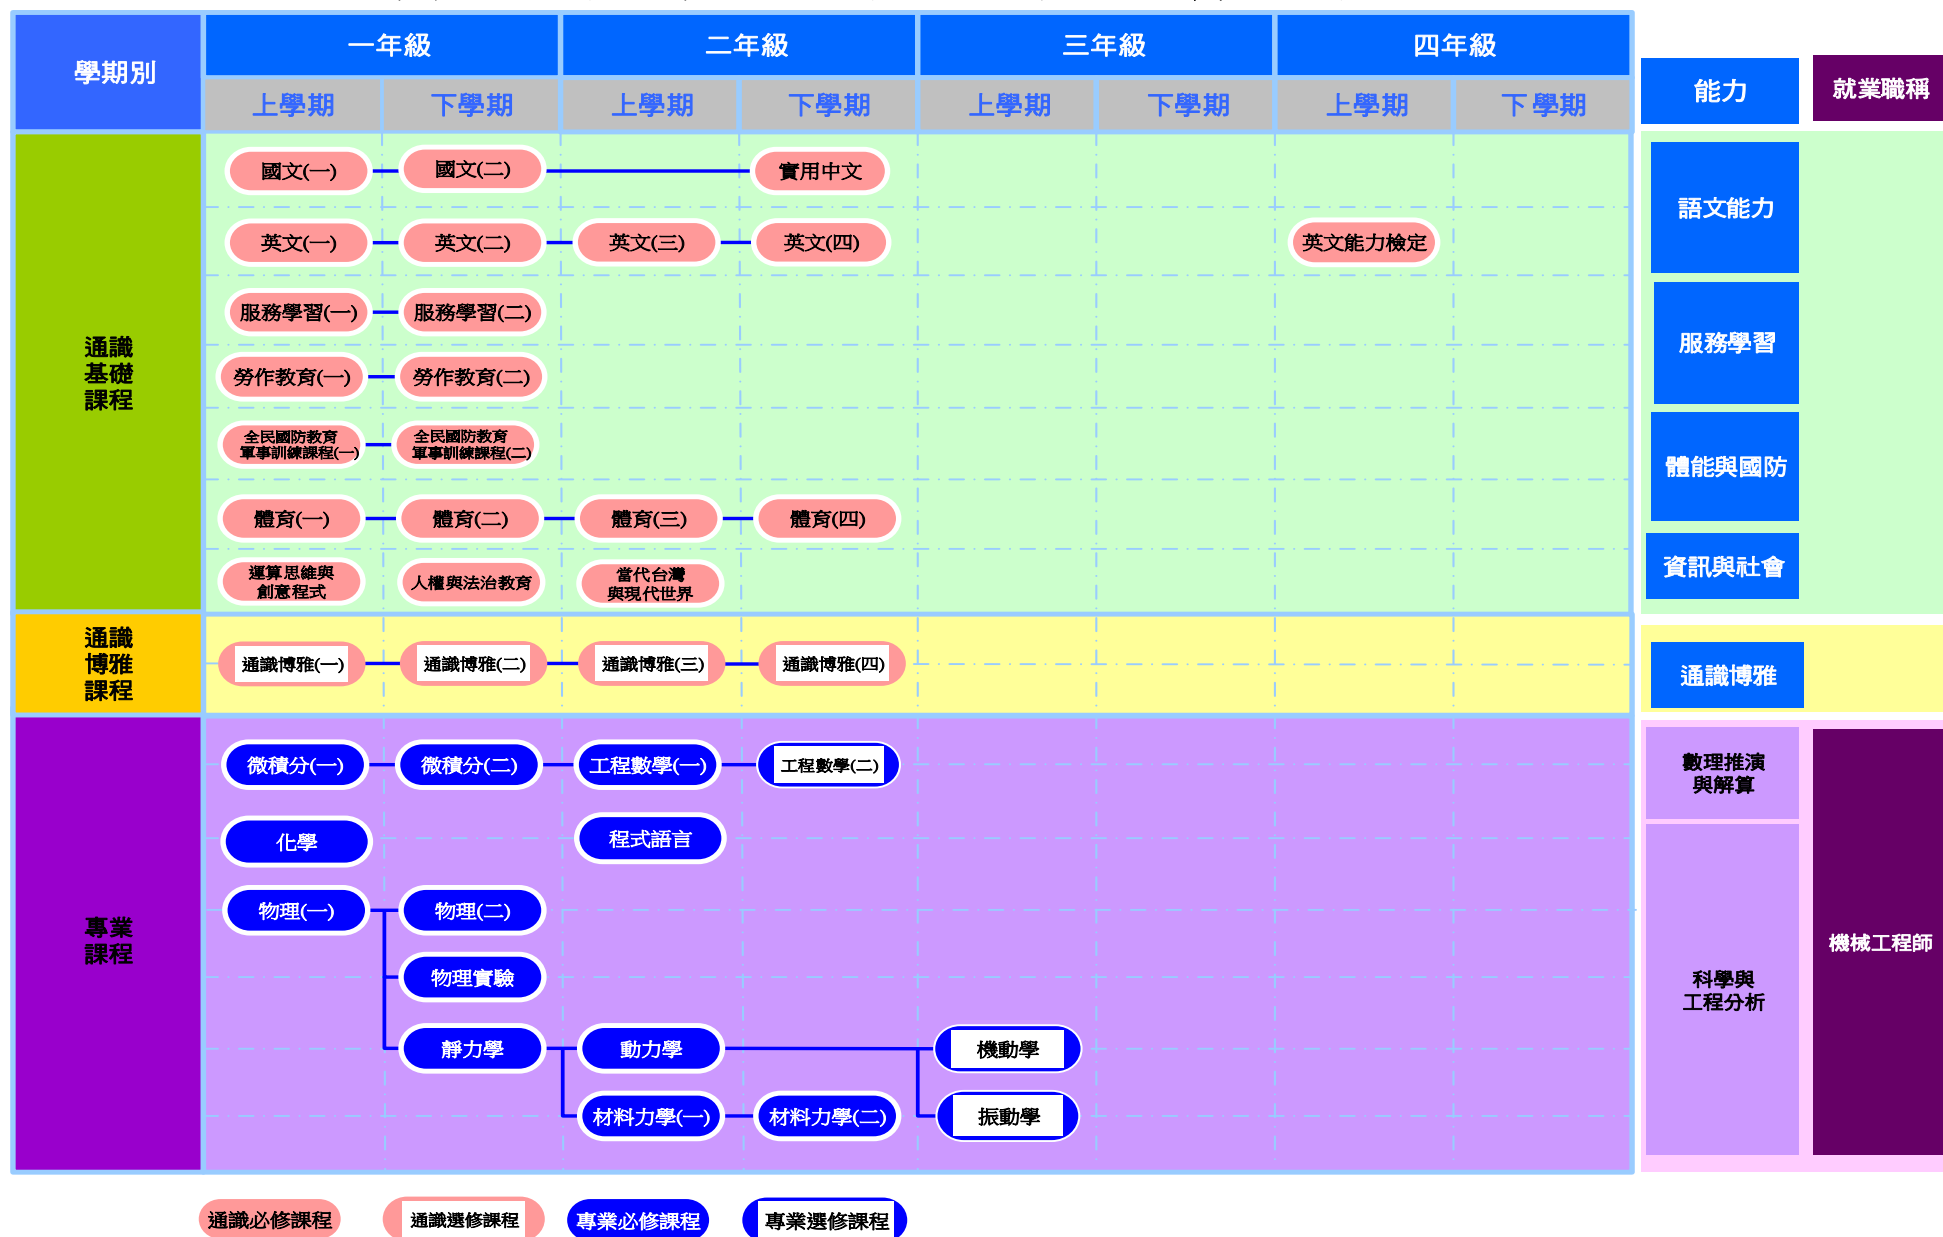 學期別
一年級
二年級
三年級
四年級
能力
就業職稱
上學期
下學期
上學期
下學期
上學期
下學期
上學期
下學期
通識
基礎
課程
國文(一)
國文(二)
實用中文
語文能力
英文(一)
英文(二)
英文(三)
英文(四)
英文能力檢定
服務學習(一)
服務學習(二)
服務學習
勞作教育(一)
勞作教育(二)
全民國防教育
軍事訓練課程(一)
全民國防教育
軍事訓練課程(二)
體能與國防
體育(一)
體育(二)
體育(三)
體育(四)
運算思維與
創意程式
人權與法治教育
當代台灣
與現代世界
資訊與社會
通識
博雅
課程
通識博雅(一)
通識博雅(二)
通識博雅(三)
通識博雅(四)
通識博雅
專業
課程
微積分(一)
微積分(二)
工程數學(一)
工程數學(二)
數理推演
與解算
化學
程式語言
物理(一)
物理(二)
物理實驗
科學與
工程分析
機械工程師
靜力學
動力學
機動學
材料力學(一)
材料力學(二)
振動學
通識必修課程
通識選修課程
專業必修課程
專業選修課程